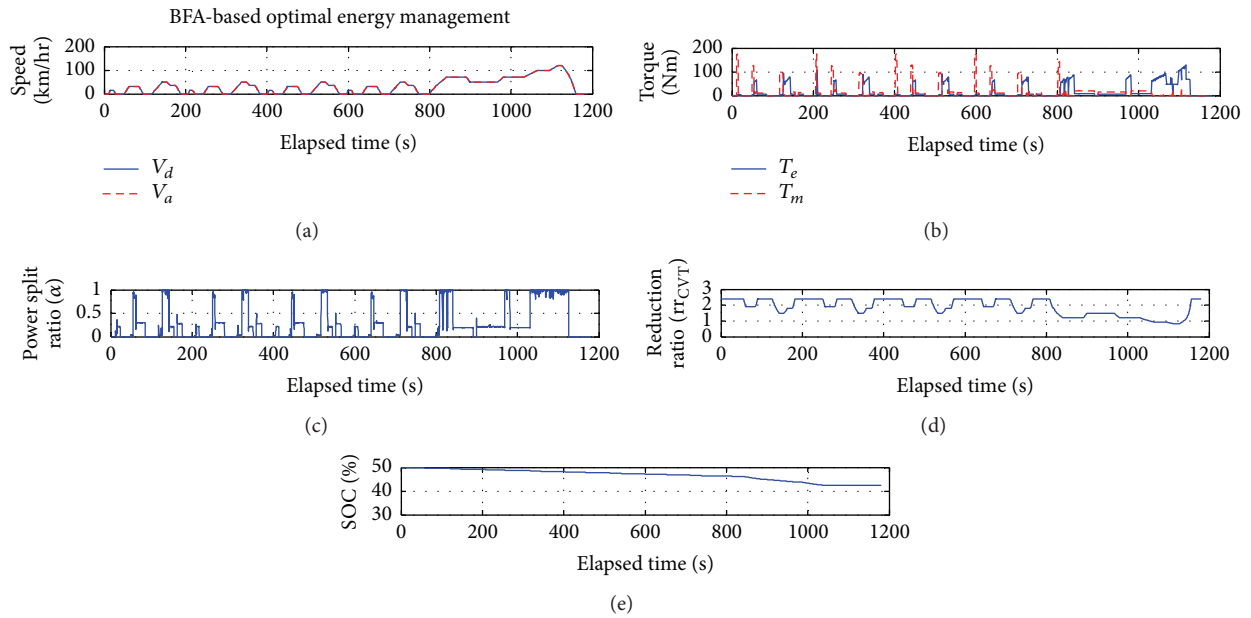 BFA-based optimal energy management
Speed
(km/hr)
200
100
0
0 200 400 600 800 1000 1200
Elapsed time (s)
V_d
V_a
(a)
Torque
(Nm)
200
100
0
0 200 400 600 800 1000 1200
Elapsed time (s)
T_e
T_m
(b)
Power split
ratio (α)
1
0.5
0
0 200 400 600 800 1000 1200
Elapsed time (s)
(c)
Reduction
ratio (rr_CVT)
3
2
1
0
0 200 400 600 800 1000 1200
Elapsed time (s)
(d)
SOC (%)
50
40
30
0 200 400 600 800 1000 1200
Elapsed time (s)
(e)